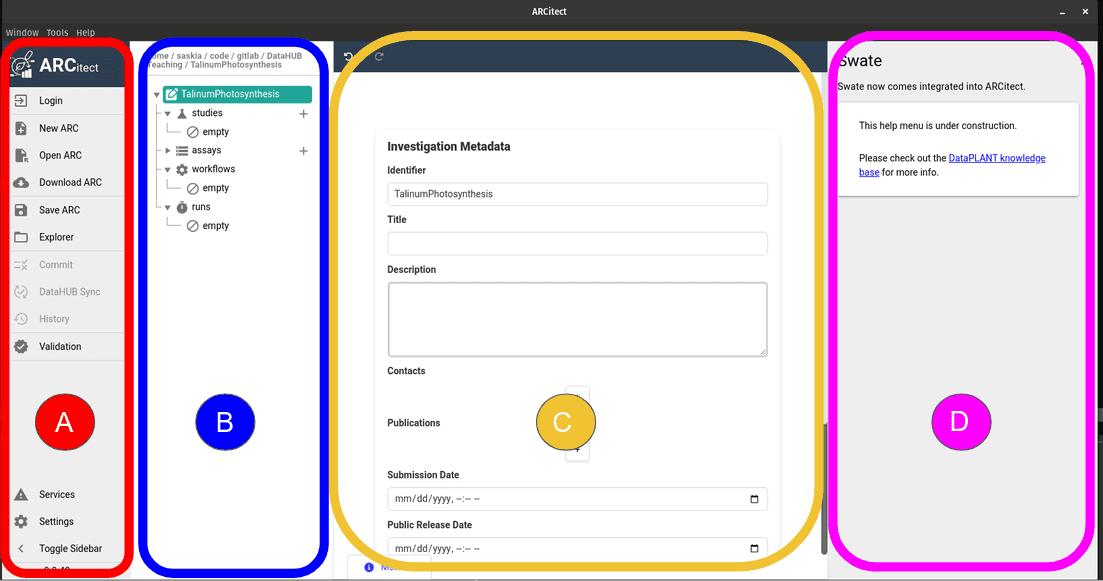 ARCitect
Window Tools Help
ARCitect
Login
New ARC
Open ARC
Download ARC
Save ARC
Explorer
Commit
DataHUB Sync
History
Validation
A
Services
Settings
Toggle Sidebar
/ saskia / code / gitlab / DataHUB
/ TalinumPhotosynthesis
TalinumPhotosynthesis
studies
empty
assays
workflows
empty
runs
empty
B
Investigation Metadata
Identifier
TalinumPhotosynthesis
Title
Description
Contacts
Publications
C
Submission Date
mm/dd/yyyy, --:-- --
Public Release Date
mm/dd/yyyy, --:-- --
Swate
Swate now comes integrated into ARCitect.
This help menu is under construction.
Please check out the DataPLANT knowledge
base for more info.
D